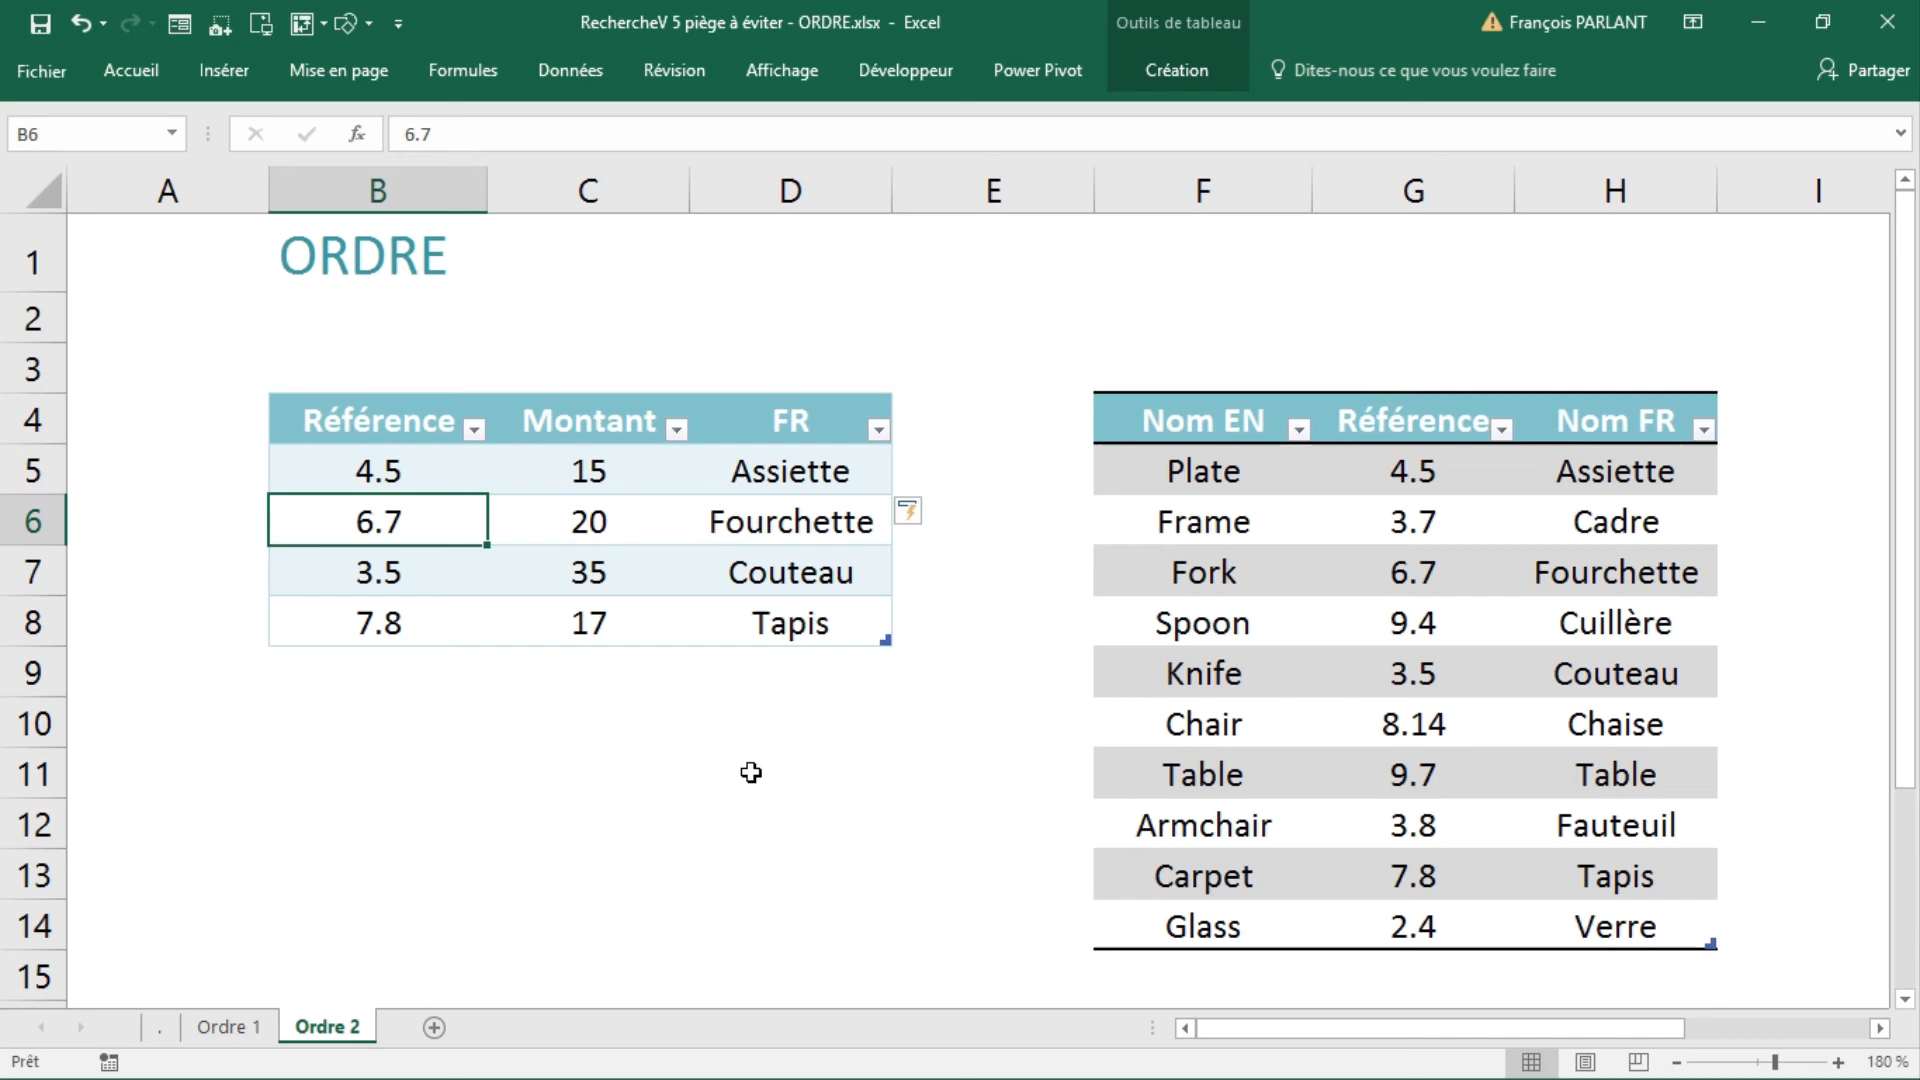 RechercheV 5 piège à éviter - ORDRE.xlsx - Excel
Outils de tableau
François PARLANT
Fichier Accueil Insérer Mise en page Formules Données Révision Affichage Développeur Power Pivot Création Dites-nous ce que vous voulez faire Partager
B6 fx 6.7
A B C D E F G H I
1 ORDRE
2
3
4 Référence Montant FR Nom EN Référence Nom FR
5 4.5 15 Assiette Plate 4.5 Assiette
6 6.7 20 Fourchette Frame 3.7 Cadre
7 3.5 35 Couteau Fork 6.7 Fourchette
8 7.8 17 Tapis Spoon 9.4 Cuillère
9 Knife 3.5 Couteau
10 Chair 8.14 Chaise
11 Table 9.7 Table
12 Armchair 3.8 Fauteuil
13 Carpet 7.8 Tapis
14 Glass 2.4 Verre
15
. Ordre 1 Ordre 2
Prêt 180 %